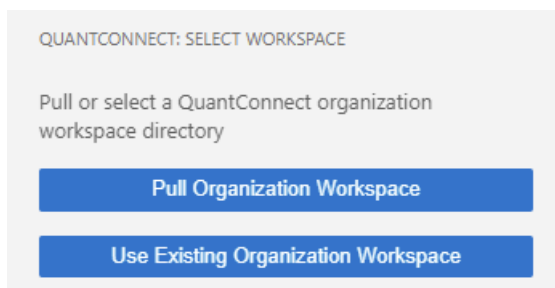 QUANTCONNECT: SELECT WORKSPACE
Pull or select a QuantConnect organization
workspace directory
Pull Organization Workspace
Use Existing Organization Workspace